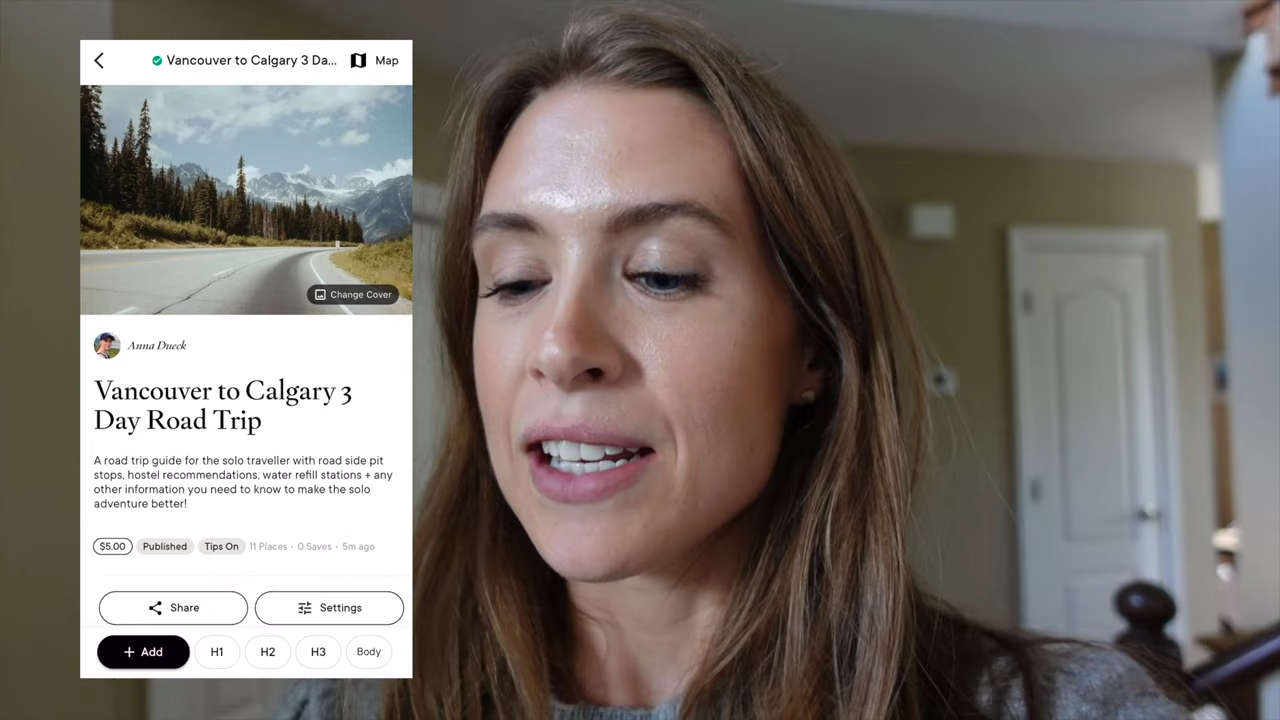 Vancouver to Calgary 3 Da... Map
Change Cover
Anna Dueck
Vancouver to Calgary 3
Day Road Trip
A road trip guide for the solo traveller with road side pit
stops, hostel recommendations, water refill stations + any
other information you need to know to make the solo
adventure better!
$5.00 Published Tips On 11 Places · 0 Saves · 5m ago
Share Settings
+ Add H1 H2 H3 Body